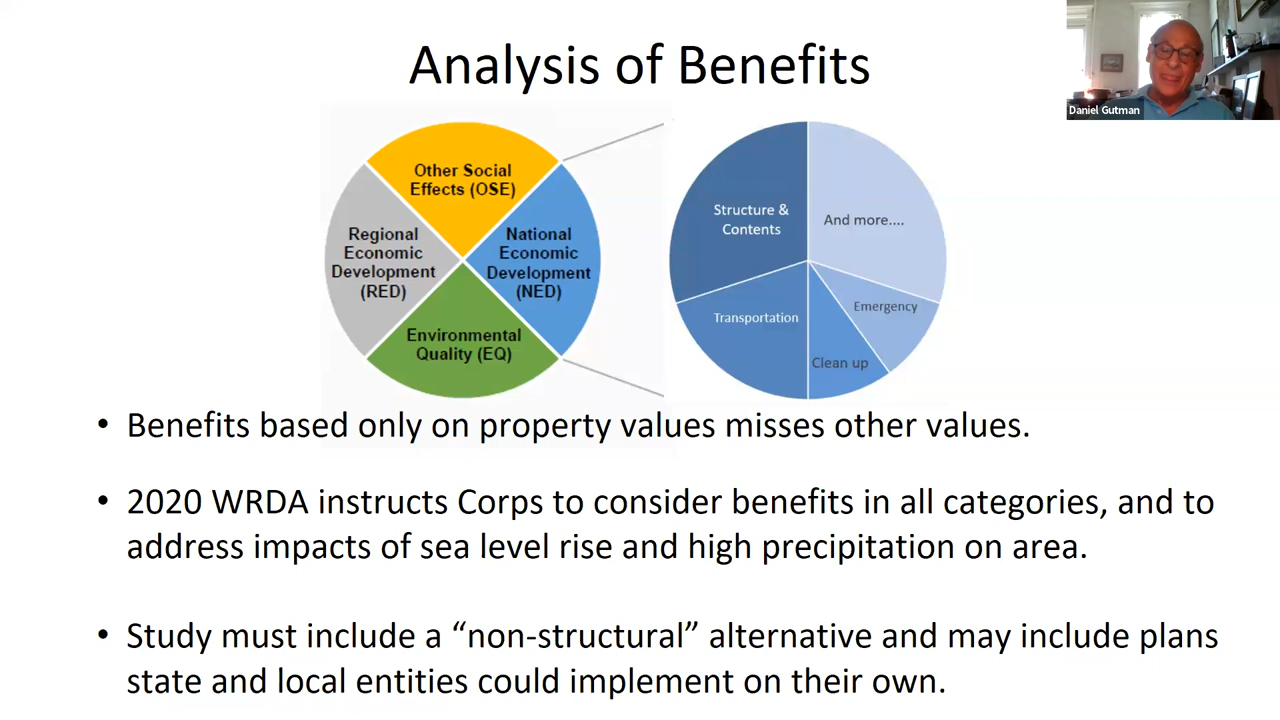 Analysis of Benefits
Daniel Gutman
Other Social
Effects (OSE)
Regional
Economic
Development
(RED)
National
Economic
Development
(NED)
Environmental
Quality (EQ)
Structure &
Contents
And more....
Transportation
Emergency
Clean up
• Benefits based only on property values misses other values.
• 2020 WRDA instructs Corps to consider benefits in all categories, and to
address impacts of sea level rise and high precipitation on area.
• Study must include a “non-structural” alternative and may include plans
state and local entities could implement on their own.